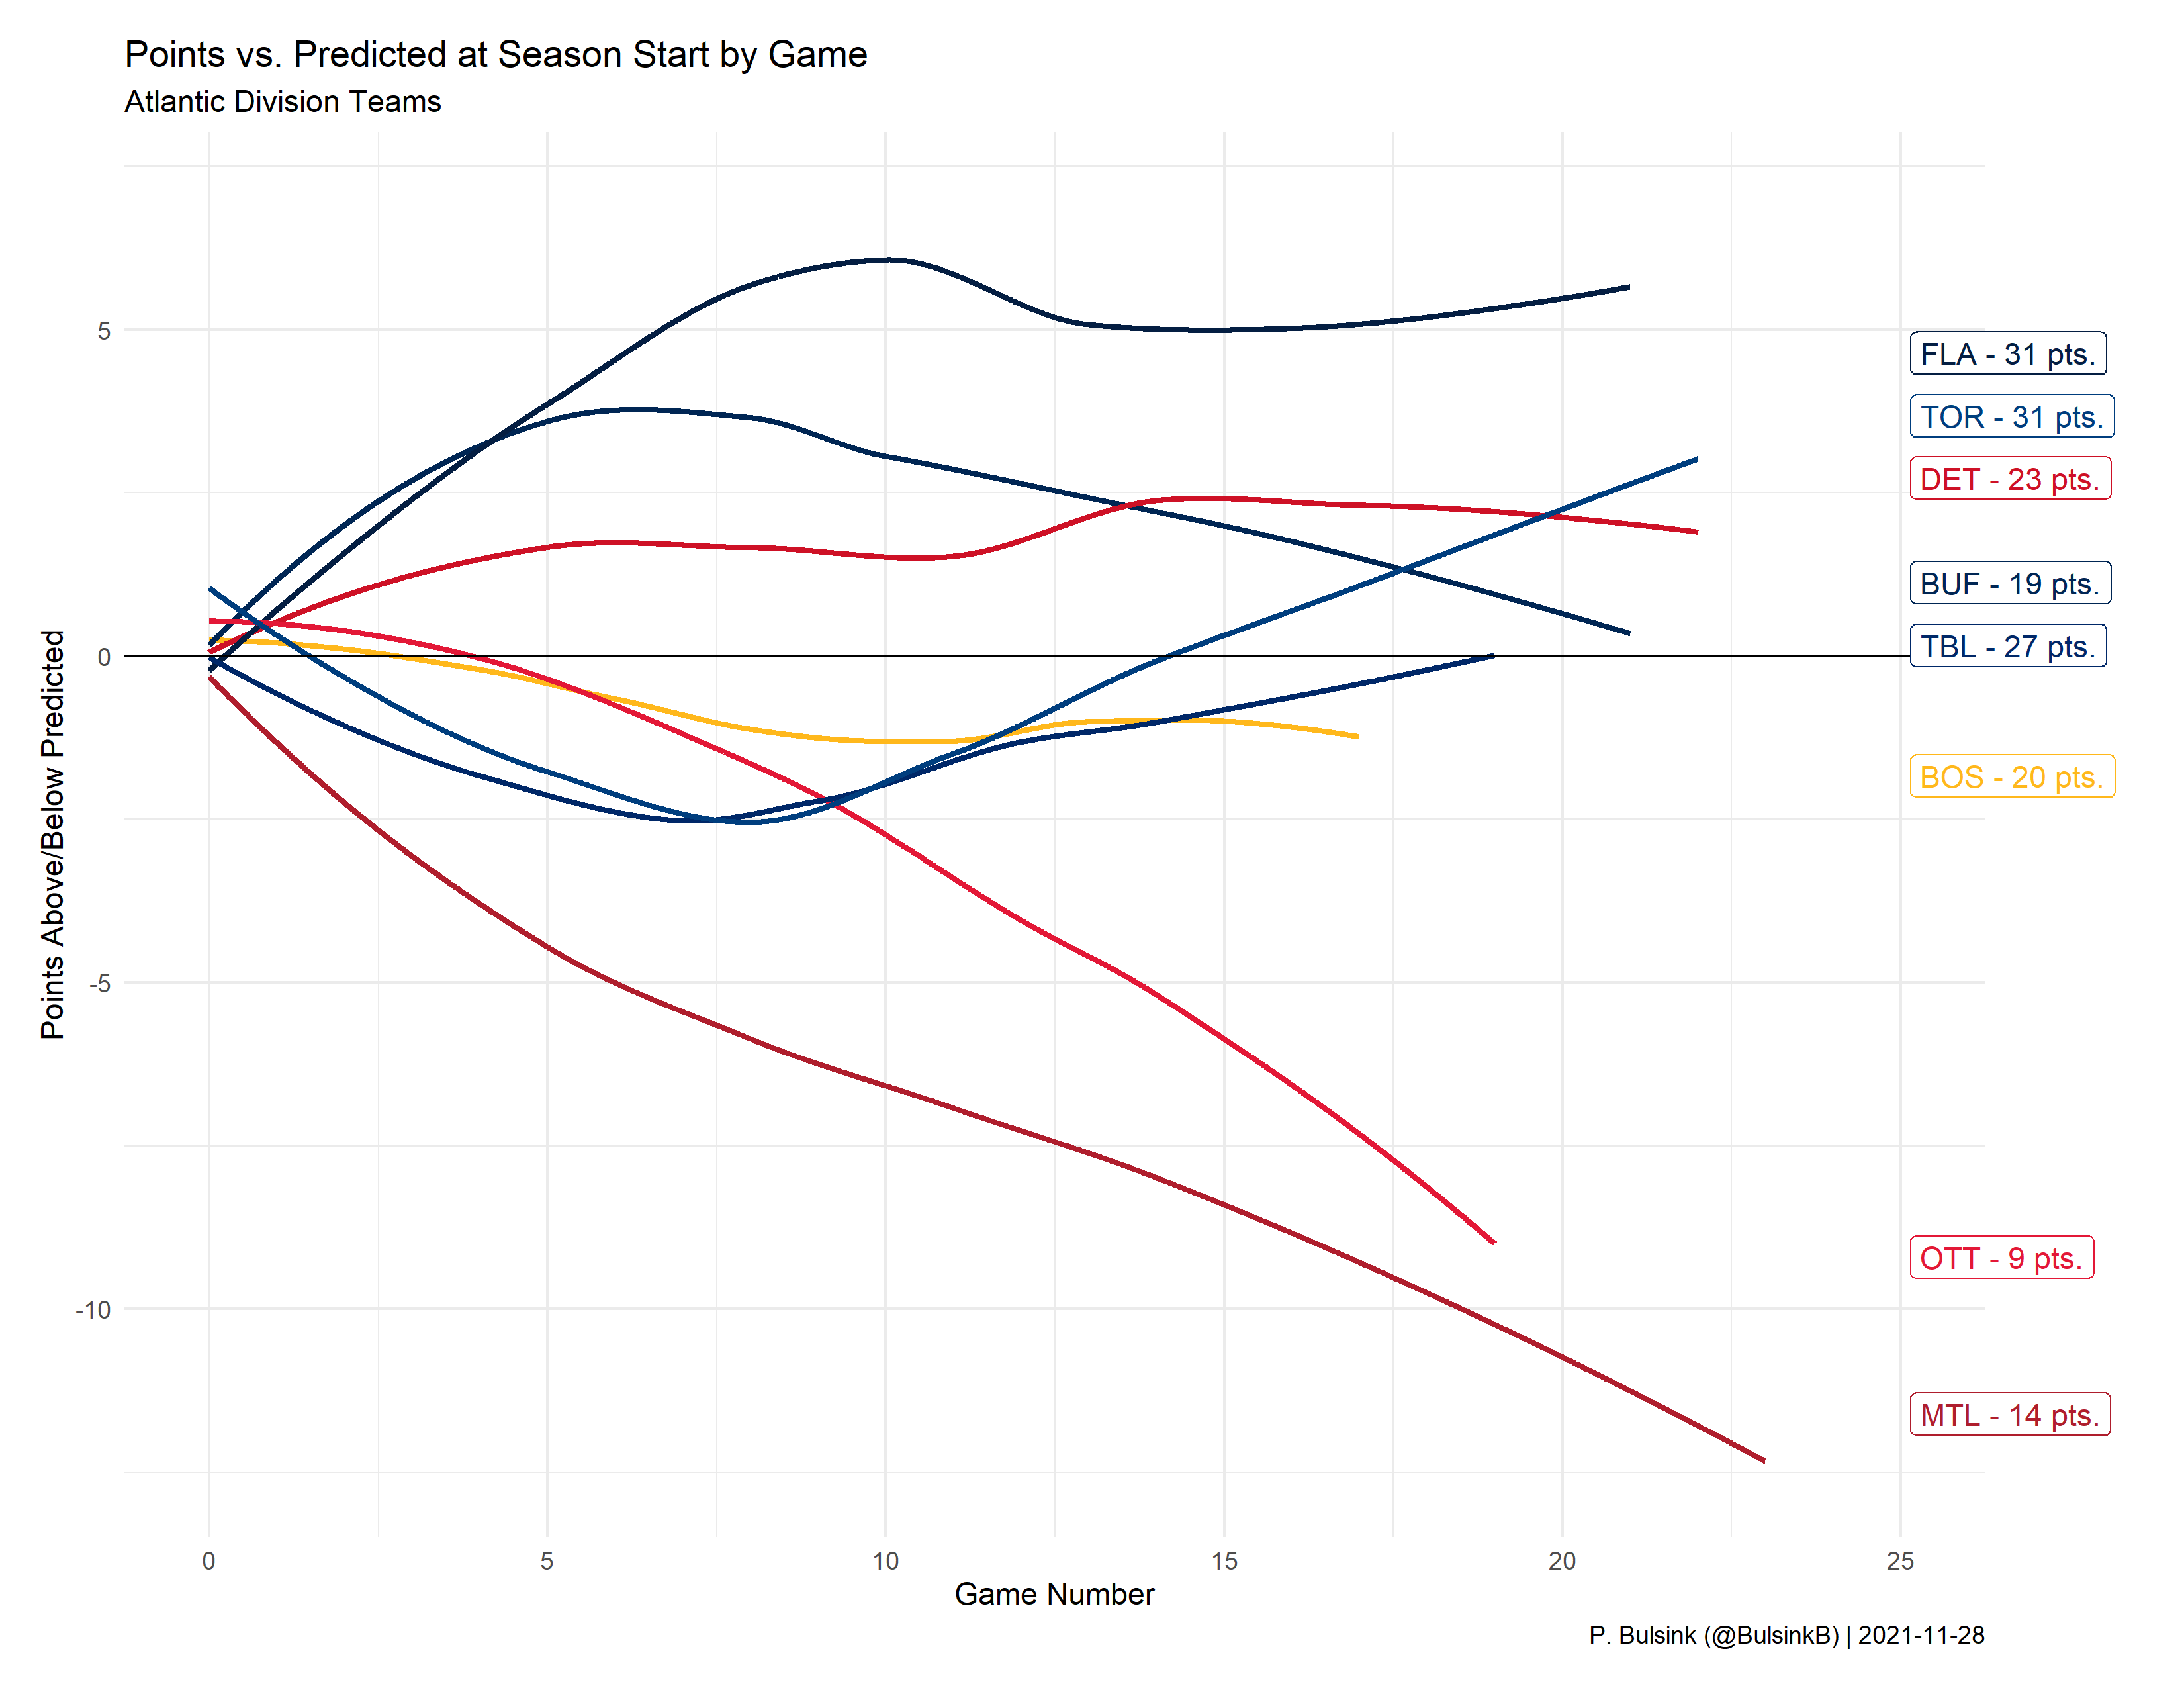 Points vs. Predicted at Season Start by Game
Atlantic Division Teams
Points Above/Below Predicted
5
0
-5
-10
FLA - 31 pts.
TOR - 31 pts.
DET - 23 pts.
BUF - 19 pts.
TBL - 27 pts.
BOS - 20 pts.
OTT - 9 pts.
MTL - 14 pts.
0 5 10 15 20 25
Game Number
P. Bulsink (@BulsinkB) | 2021-11-28